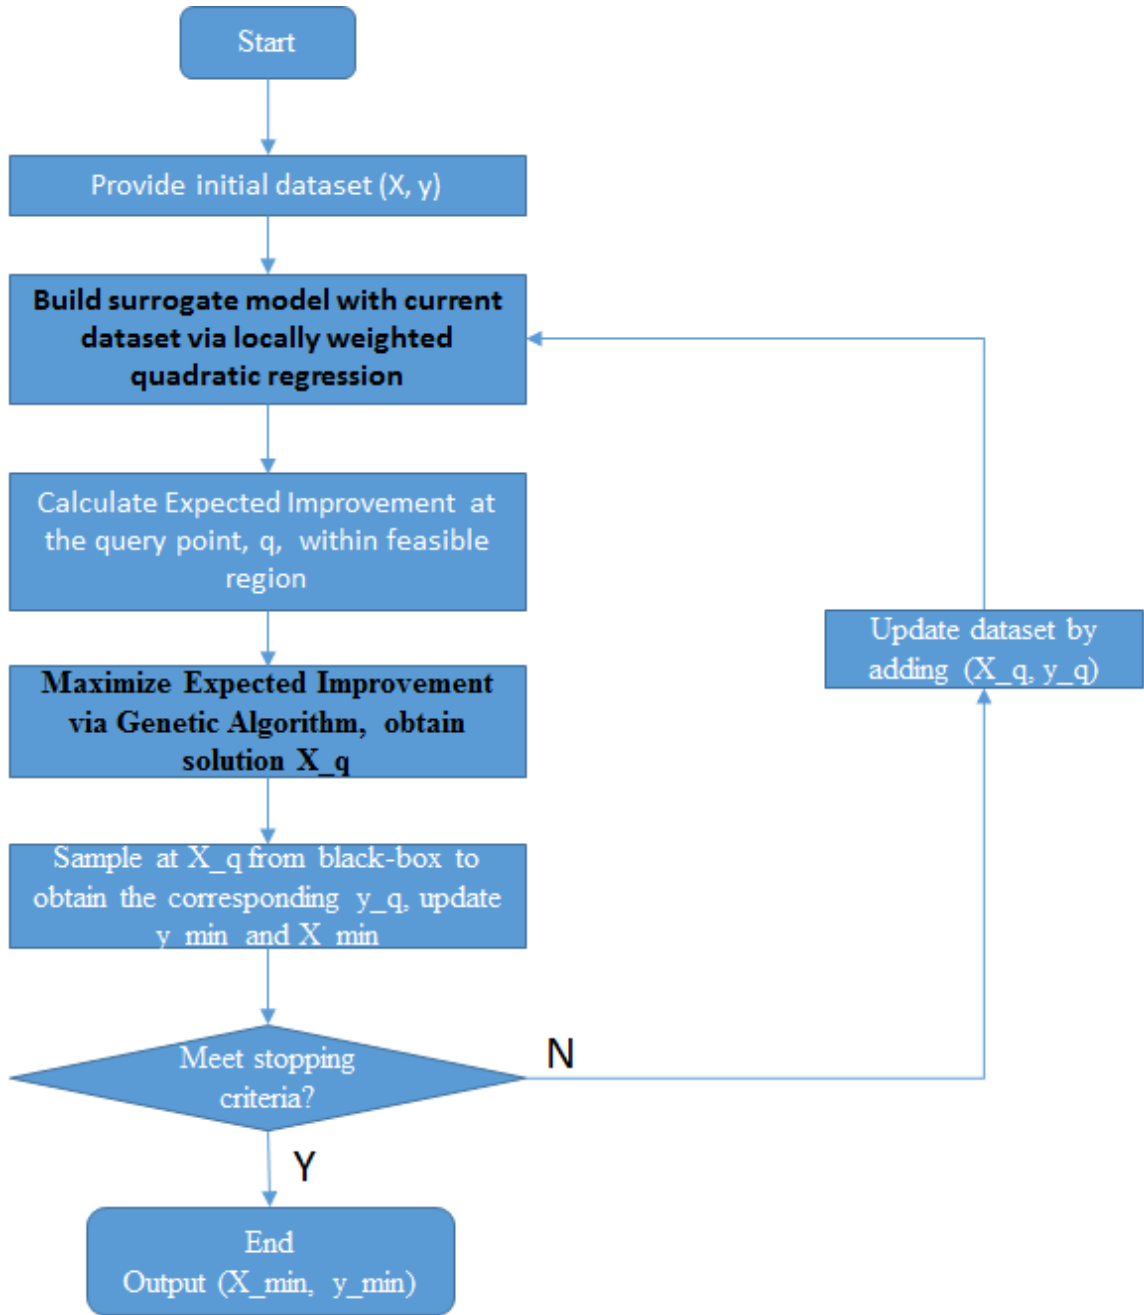 Start
Provide initial dataset (X, y)
Build surrogate model with current
dataset via locally weighted
quadratic regression
Calculate Expected Improvement at
the query point, q, within feasible
region
Maximize Expected Improvement
via Genetic Algorithm, obtain
solution X_q
Sample at X_q from black-box to
obtain the corresponding y_q, update
y_min and X_min
Meet stopping
criteria?
N
Update dataset by
adding (X_q, y_q)
Y
End
Output (X_min, y_min)